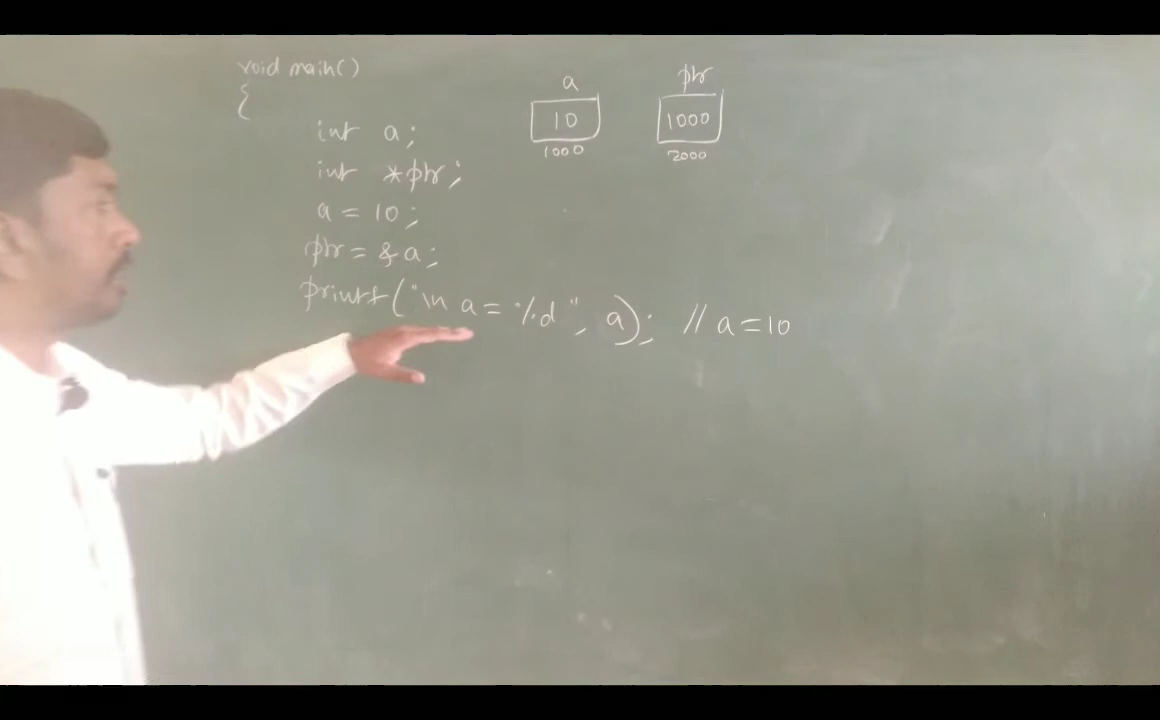 void main()
{
int a;
int *ptr;
a = 10;
ptr = &a;
printf("\n a = %d", a); // a = 10
a
10
1000
ptr
1000
2000